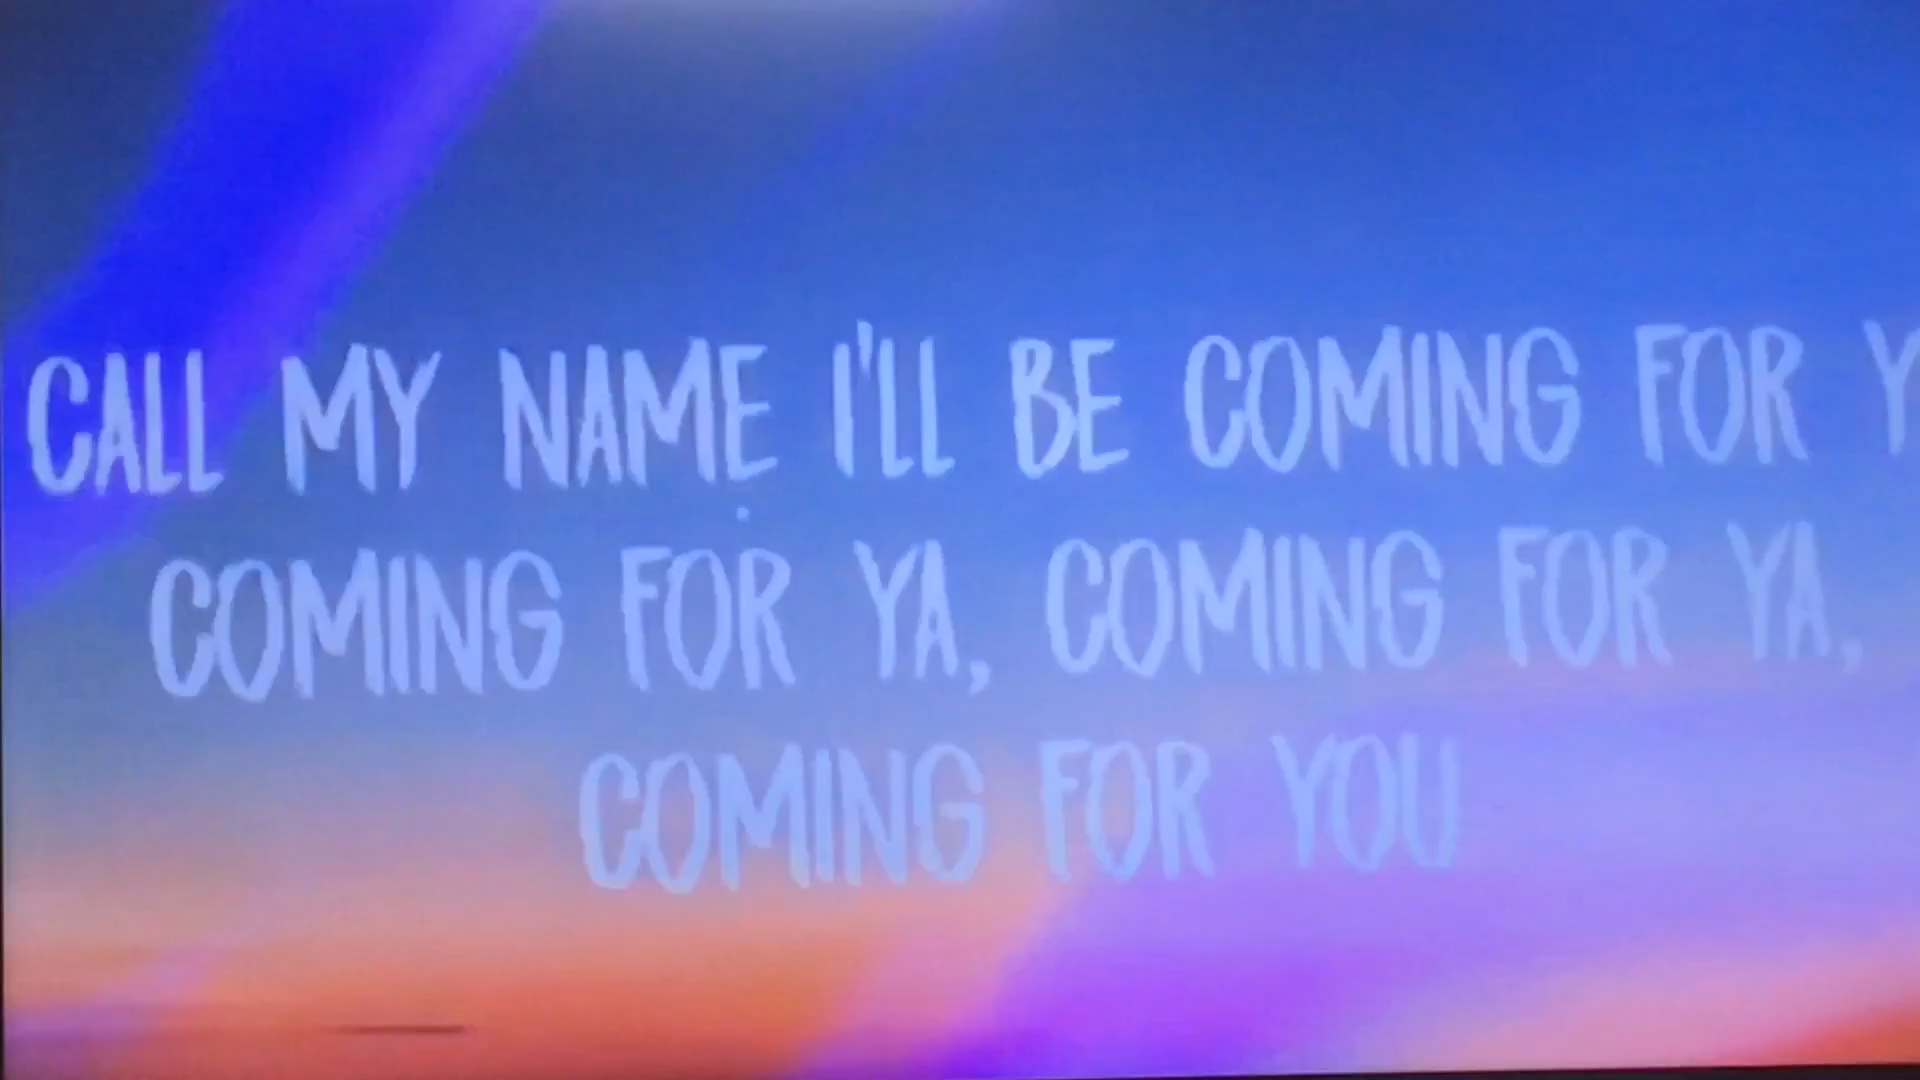 CALL MY NAME I'LL BE COMING FOR Y
COMING FOR YA, COMING FOR YA,
COMING FOR YOU